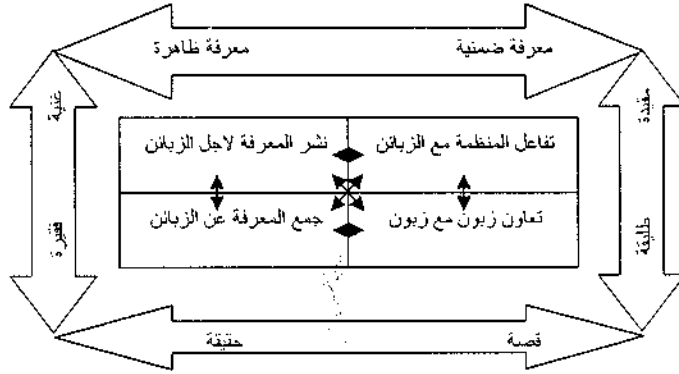 معرفة ضمنية
معرفة ظاهرة
مقيدة
غنية
تفاعل المنظمة مع الزبائن
نشر المعرفة لاجل الزبائن
تعاون زبون مع زبون
جمع المعرفة عن الزبائن
طليقة
فقيرة
قصة
حقيقة